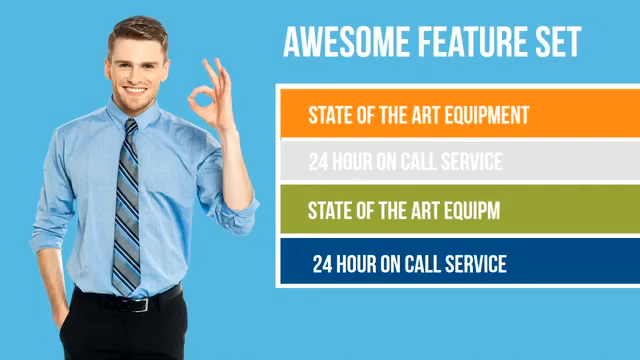 AWESOME FEATURE SET
STATE OF THE ART EQUIPMENT
24 HOUR ON CALL SERVICE
STATE OF THE ART EQUIPM
24 HOUR ON CALL SERVICE